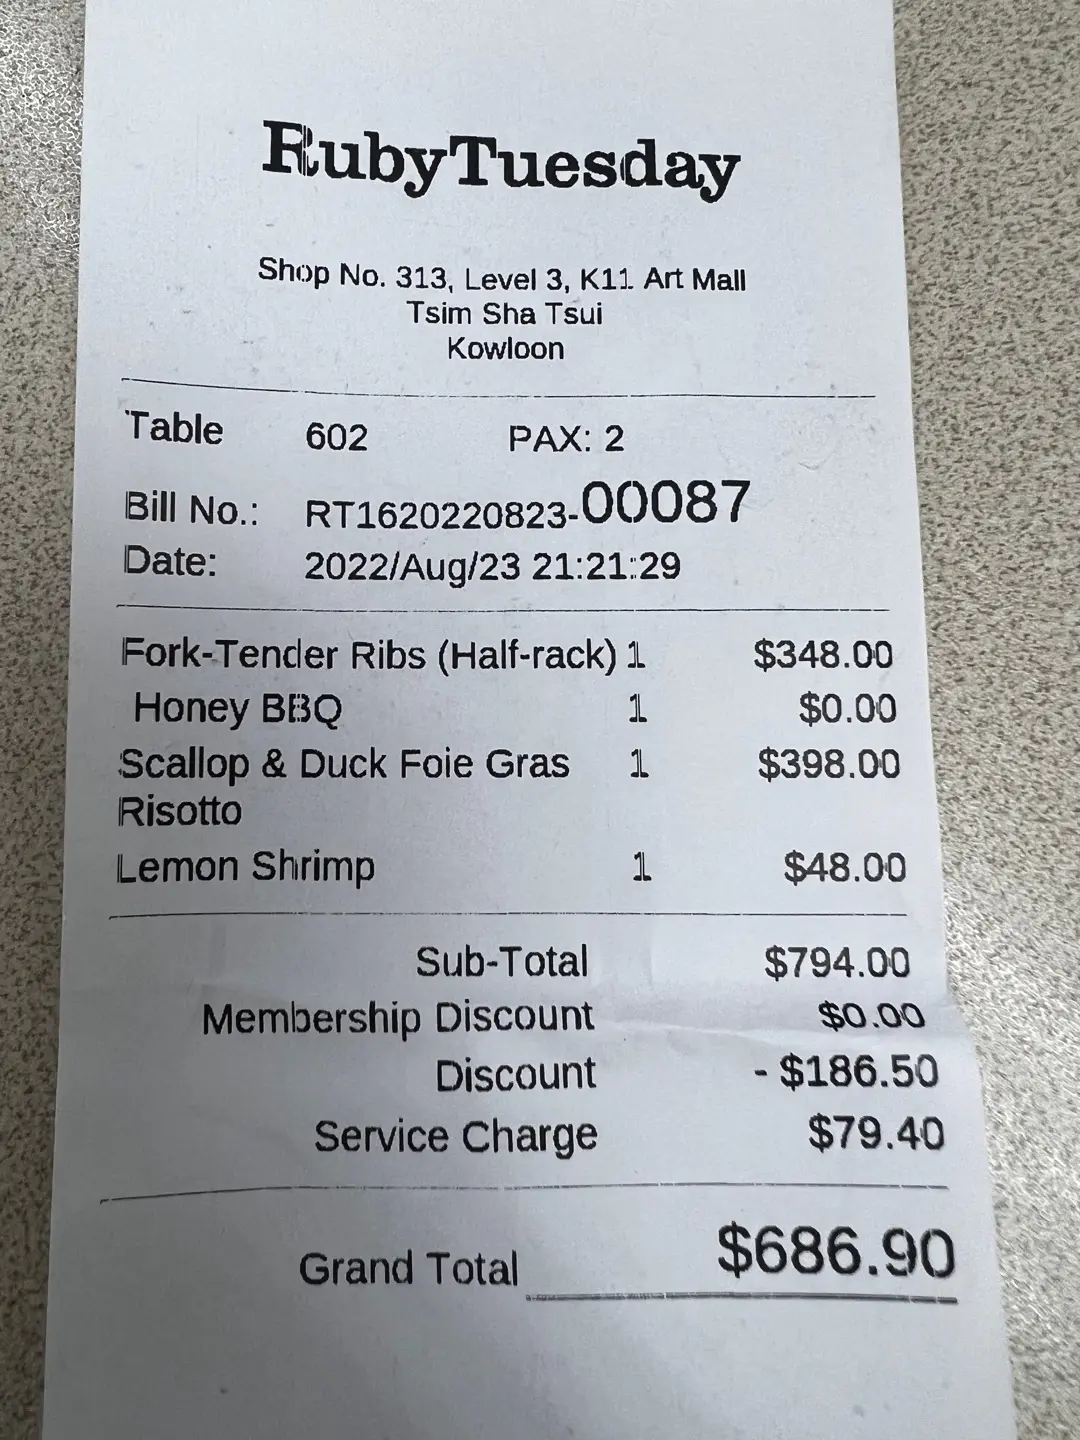 RubyTuesday
Shop No. 313, Level 3, K11 Art Mall
Tsim Sha Tsui
Kowloon
Table 602 PAX: 2
Bill No.: RT1620220823-00087
Date: 2022/Aug/23 21:21:29
Fork-Tender Ribs (Half-rack) 1 $348.00
Honey BBQ 1 $0.00
Scallop & Duck Foie Gras 1 $398.00
Risotto
Lemon Shrimp 1 $48.00
Sub-Total $794.00
Membership Discount $0.00
Discount - $186.50
Service Charge $79.40
Grand Total $686.90